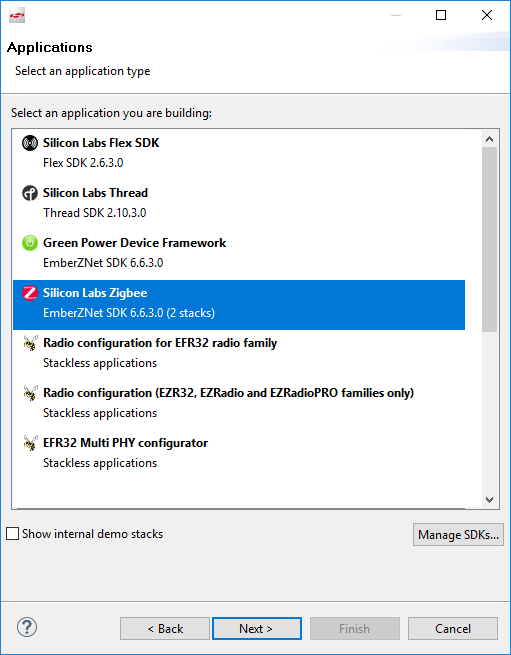 Applications
Select an application type
Select an application you are building:
Silicon Labs Flex SDK
Flex SDK 2.6.3.0
Silicon Labs Thread
Thread SDK 2.10.3.0
Green Power Device Framework
EmberZNet SDK 6.6.3.0
Silicon Labs Zigbee
EmberZNet SDK 6.6.3.0 (2 stacks)
Radio configuration for EFR32 radio family
Stackless applications
Radio configuration (EZR32, EZRadio and EZRadioPRO families only)
Stackless applications
EFR32 Multi PHY configurator
Stackless applications
Show internal demo stacks
Manage SDKs...
?
< Back
Next >
Finish
Cancel